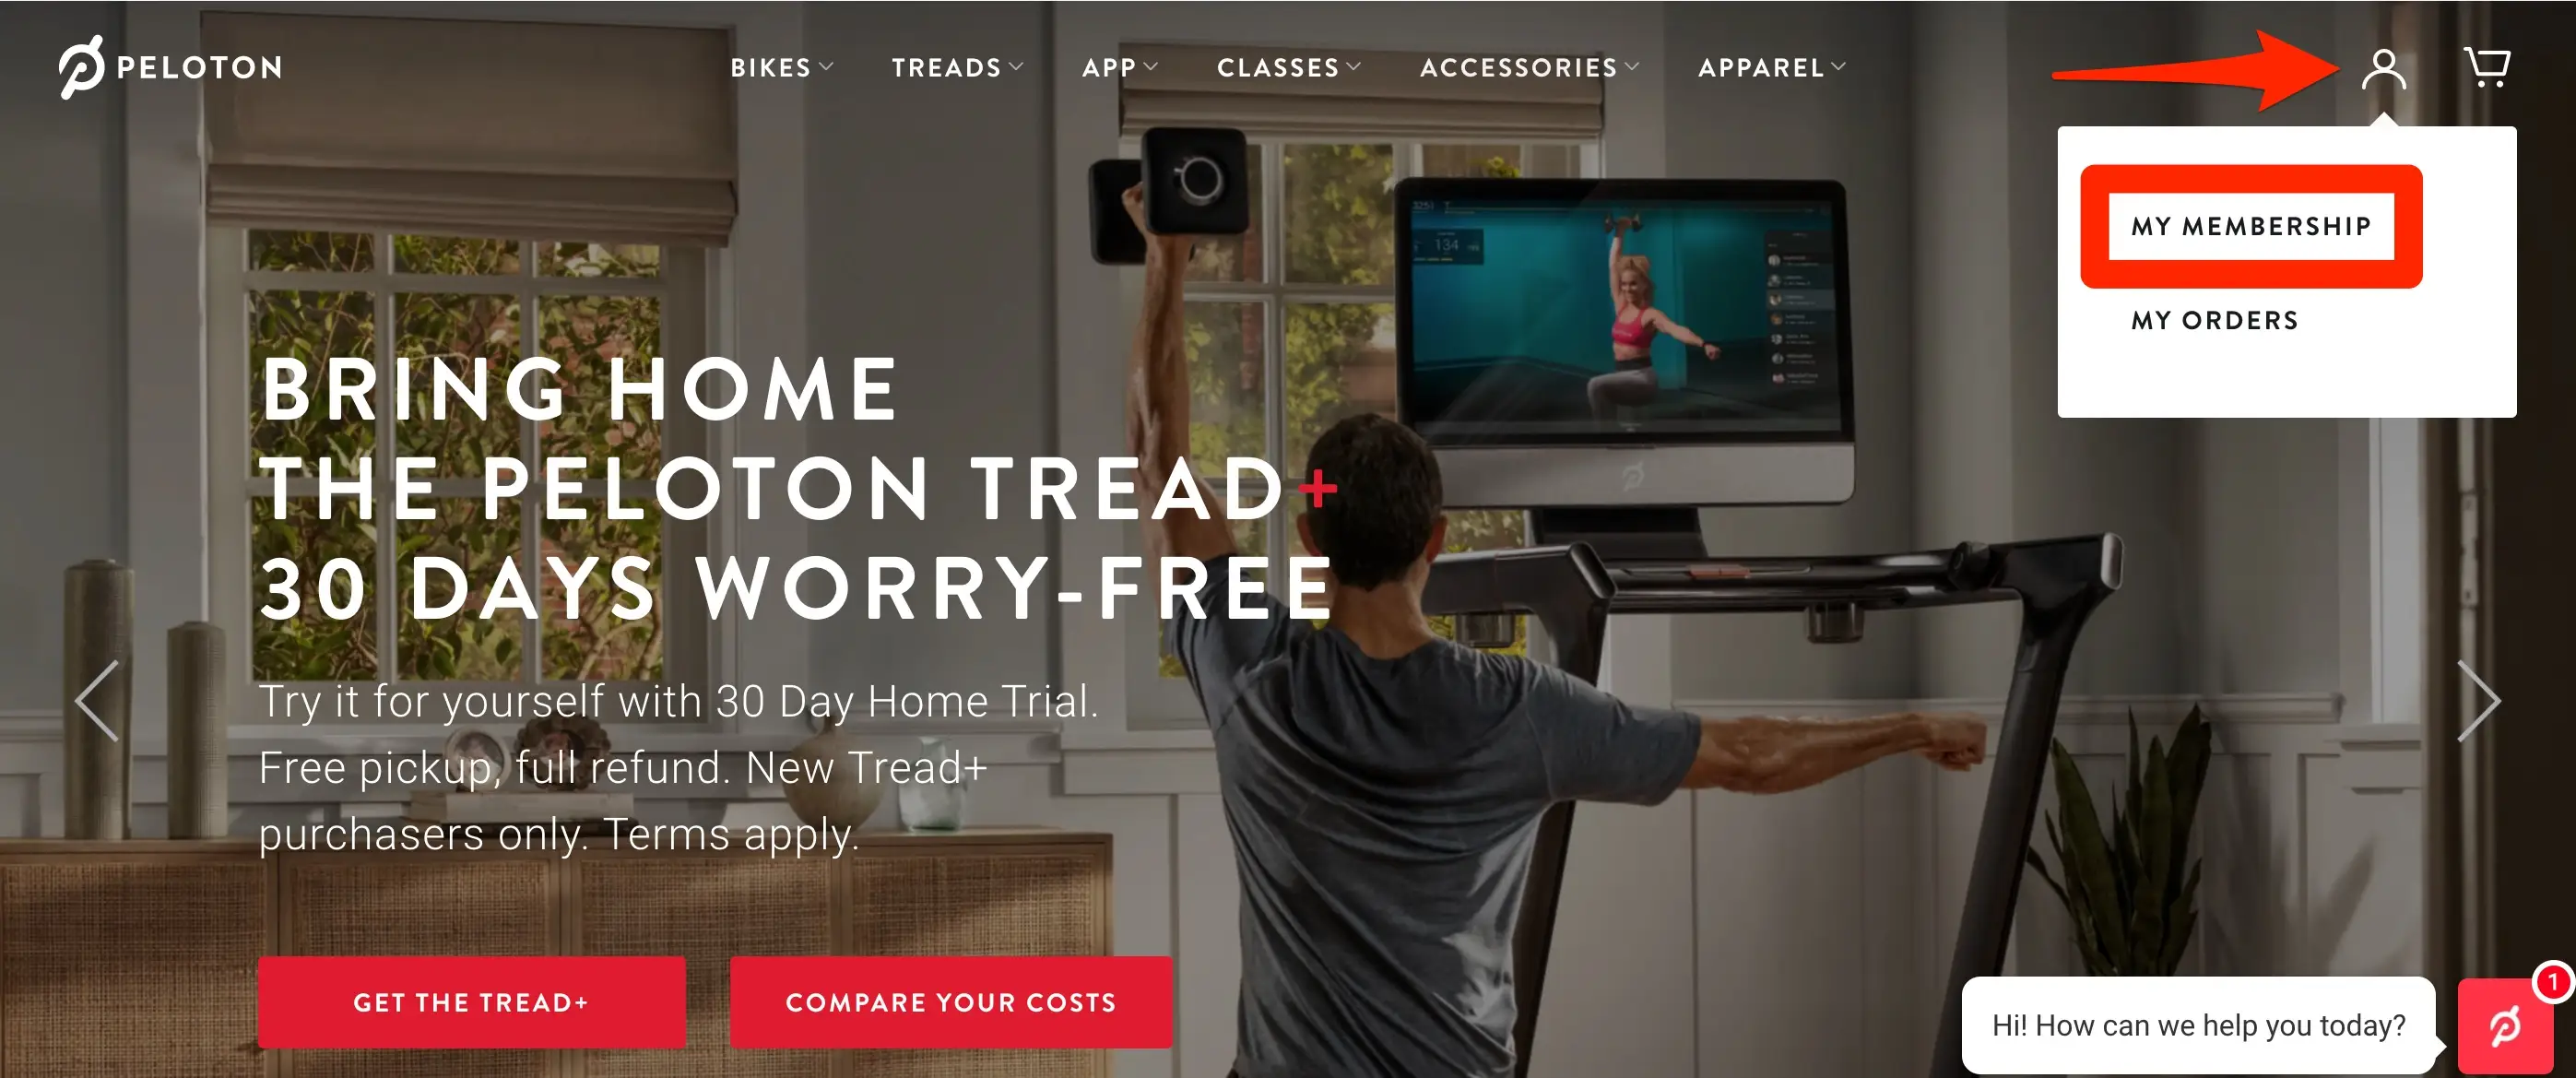 PELOTON
BIKES
TREADS
APP
CLASSES
ACCESSORIES
APPAREL
MY MEMBERSHIP
MY ORDERS
BRING HOME
THE PELOTON TREAD+
30 DAYS WORRY-FREE
Try it for yourself with 30 Day Home Trial.
Free pickup, full refund. New Tread+
purchasers only. Terms apply.
GET THE TREAD+
COMPARE YOUR COSTS
Hi! How can we help you today?
1
134